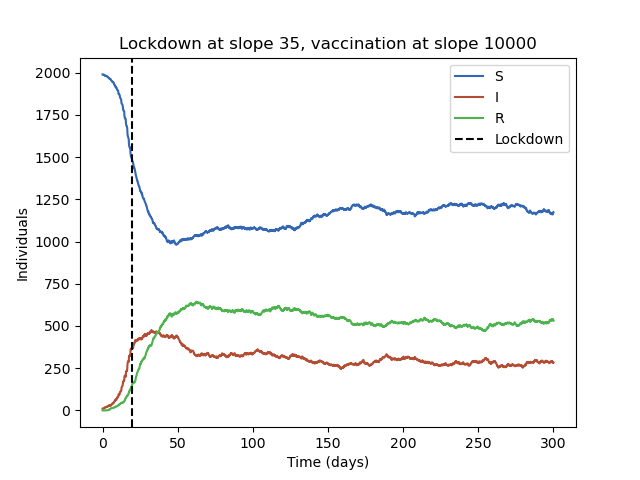 Lockdown at slope 35, vaccination at slope 10000
2000
1750
1500
1250
1000
750
500
250
0
Individuals
S
I
R
Lockdown
0 50 100 150 200 250 300
Time (days)